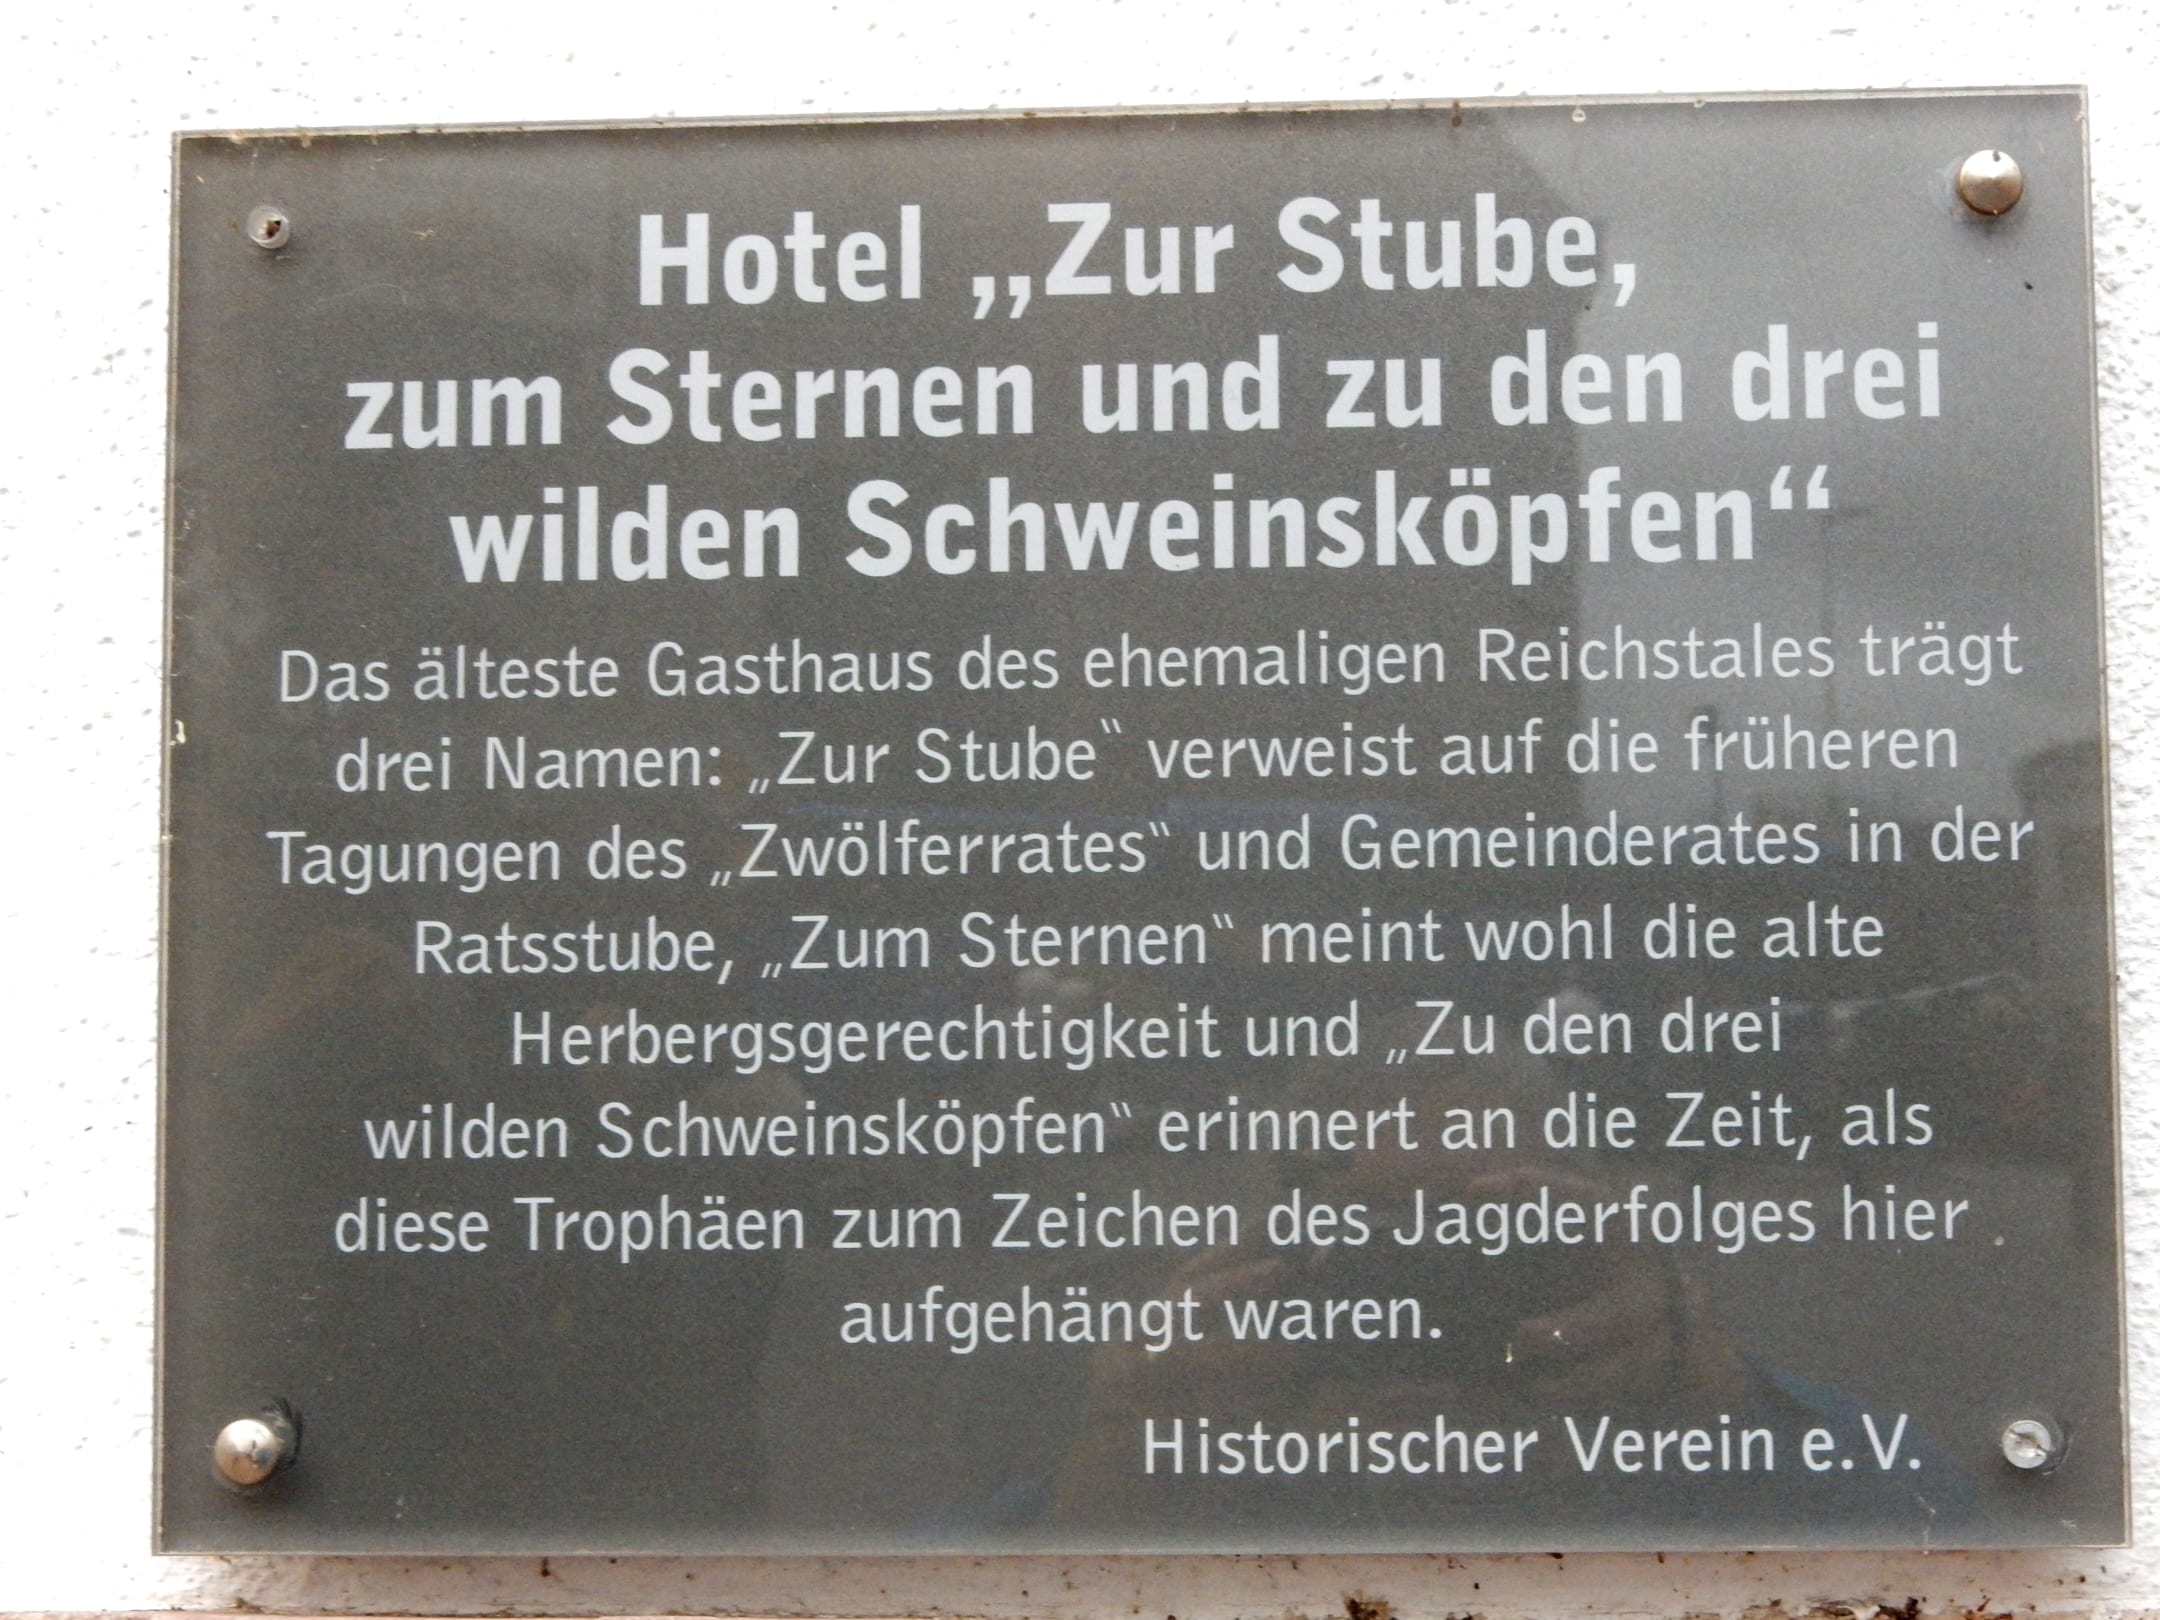 Hotel „Zur Stube,
zum Sternen und zu den drei
wilden Schweinsköpfen“
Das älteste Gasthaus des ehemaligen Reichstales trägt
drei Namen: „Zur Stube‟ verweist auf die früheren
Tagungen des „Zwölferrates‟ und Gemeinderates in der
Ratsstube, „Zum Sternen‟ meint wohl die alte
Herbergsgerechtigkeit und „Zu den drei
wilden Schweinsköpfen‟ erinnert an die Zeit, als
diese Trophäen zum Zeichen des Jagderfolges hier
aufgehängt waren.
Historischer Verein e.V.